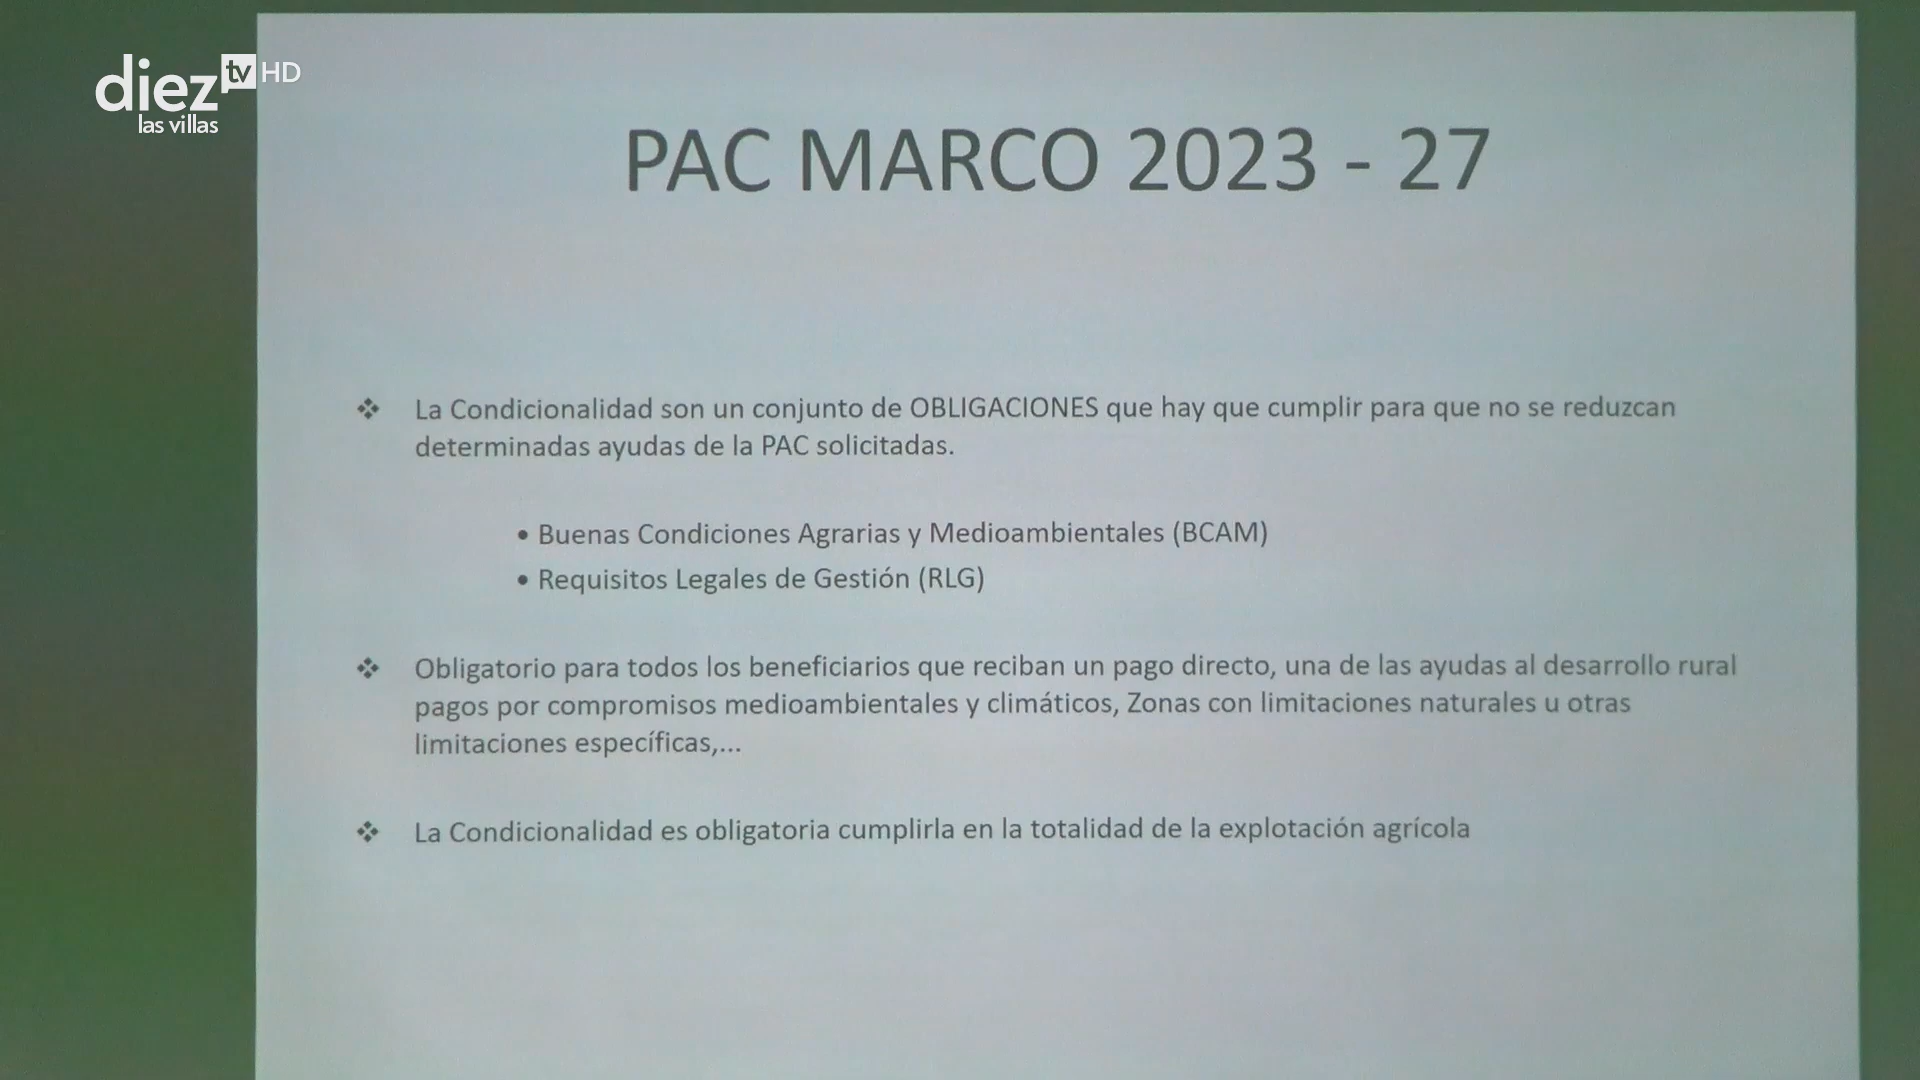 diez tv HD
las villas
PAC MARCO 2023 - 27
❖ La Condicionalidad son un conjunto de OBLIGACIONES que hay que cumplir para que no se reduzcan
determinadas ayudas de la PAC solicitadas.
• Buenas Condiciones Agrarias y Medioambientales (BCAM)
• Requisitos Legales de Gestión (RLG)
❖ Obligatorio para todos los beneficiarios que reciban un pago directo, una de las ayudas al desarrollo rural
pagos por compromisos medioambientales y climáticos, Zonas con limitaciones naturales u otras
limitaciones específicas,...
❖ La Condicionalidad es obligatoria cumplirla en la totalidad de la explotación agrícola